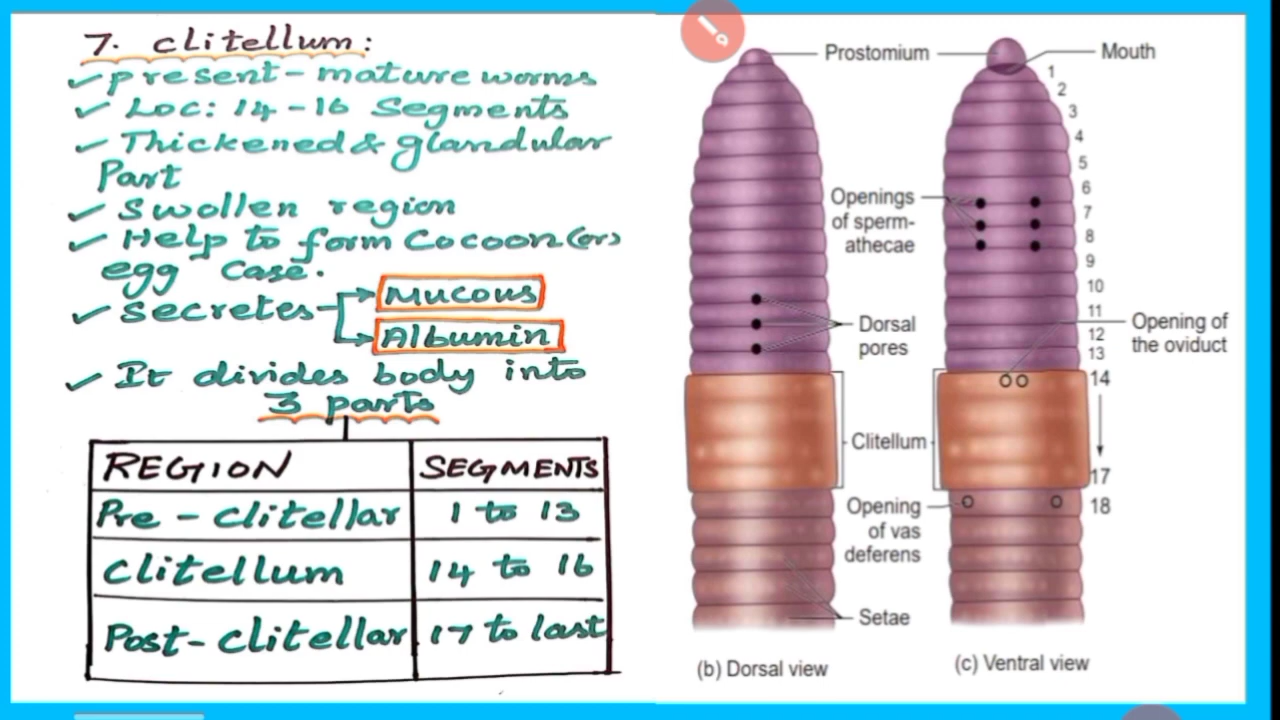 7. clitellum:
✓ present - mature worms
✓ Loc: 14 - 16 Segments
✓ Thickened & glandular
Part
✓ Swollen region
✓ Help to form Cocoon (or)
egg case.
✓ secretes
Mucous
Albumin
✓ It divides body into
3 parts
REGION SEGMENTS
Pre - clitellar 1 to 13
clitellum 14 to 16
Post - clitellar 17 to last
Prostomium
Mouth
1
2
3
4
5
6
7
8
9
10
11
12
13
14
17
18
Openings
of sperm-
athecae
Dorsal
pores
Opening of
the oviduct
Clitellum
Opening
of vas
deferens
Setae
(b) Dorsal view
(c) Ventral view